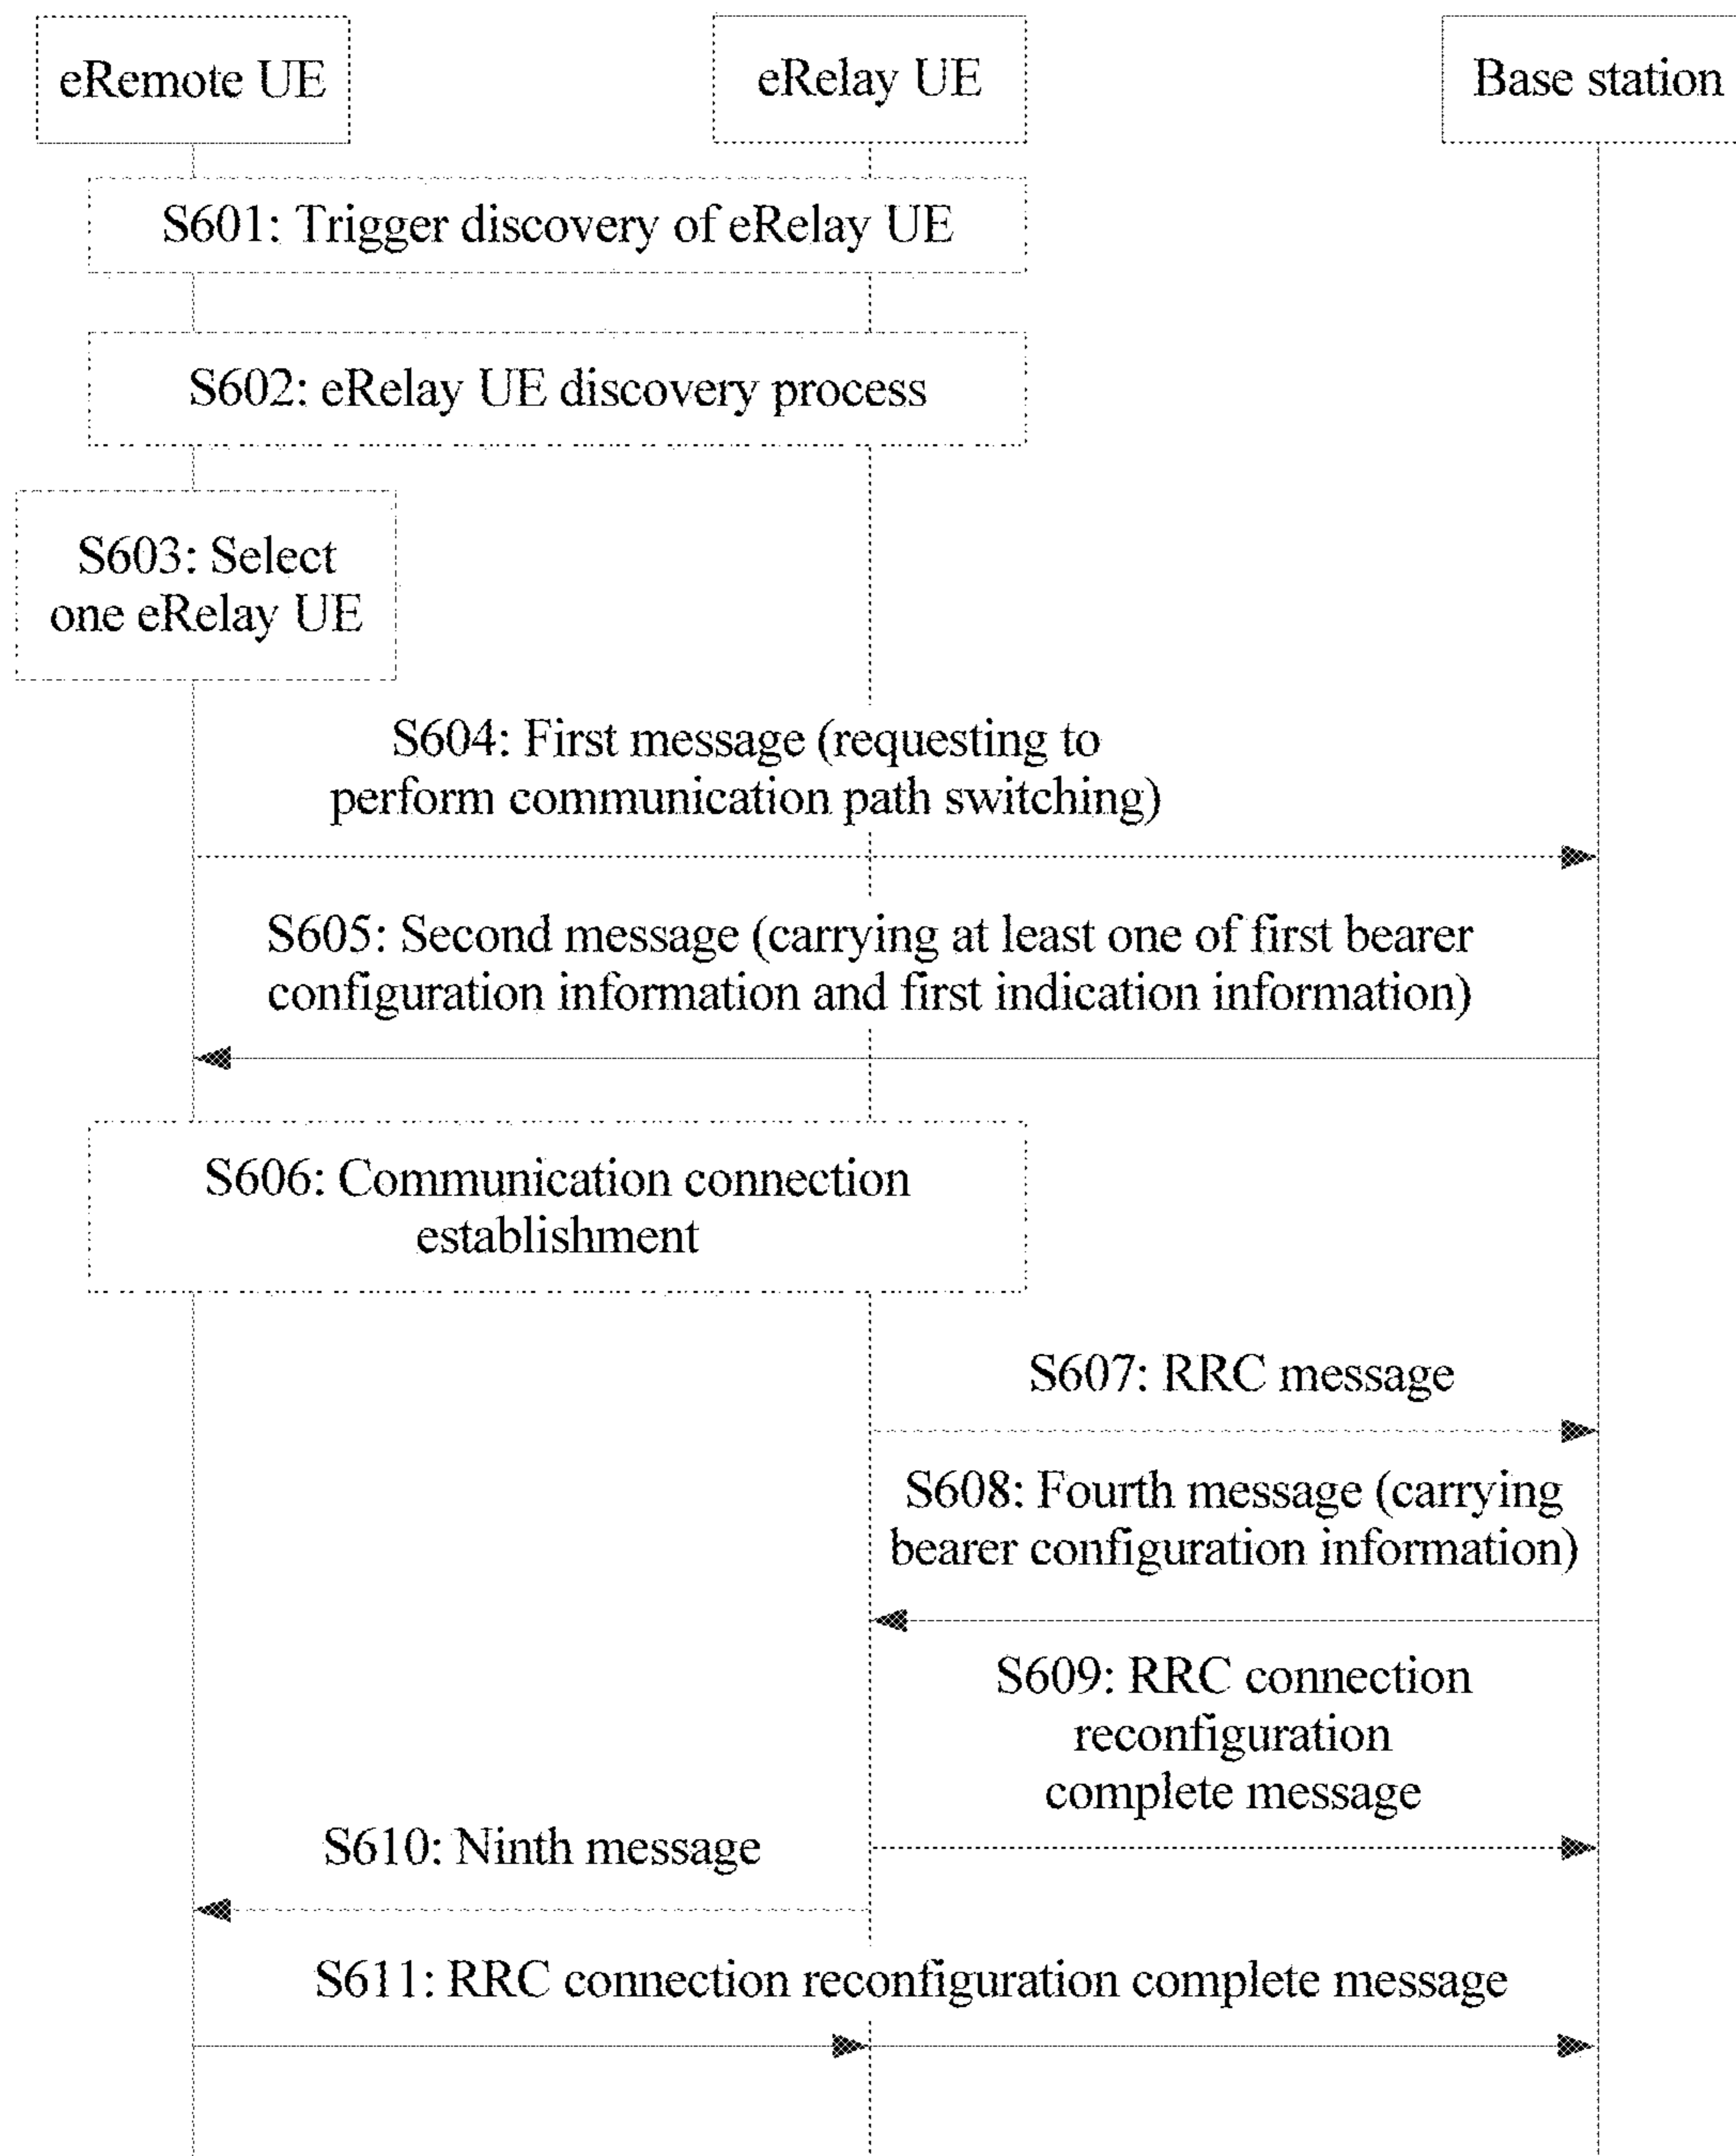 eRemote UE
eRelay UE
Base station
S601: Trigger discovery of eRelay UE
S602: eRelay UE discovery process
S603: Select
one eRelay UE
S604: First message (requesting to
perform communication path switching)
S605: Second message (carrying at least one of first bearer
configuration information and first indication information)
S606: Communication connection
establishment
S607: RRC message
S608: Fourth message (carrying
bearer configuration information)
S609: RRC connection
reconfiguration
complete message
S610: Ninth message
S611: RRC connection reconfiguration complete message